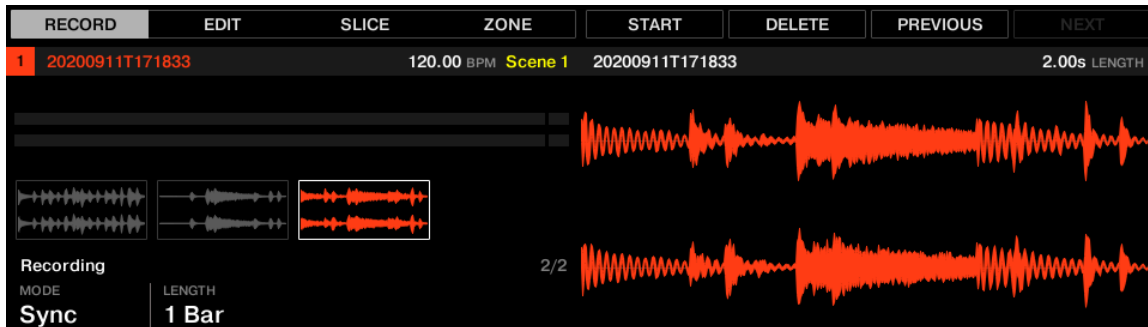 RECORD EDIT SLICE ZONE START DELETE PREVIOUS NEXT
1 20200911T171833 120.00 BPM Scene 1 20200911T171833 2.00s LENGTH
Recording 2/2
MODE LENGTH
Sync 1 Bar